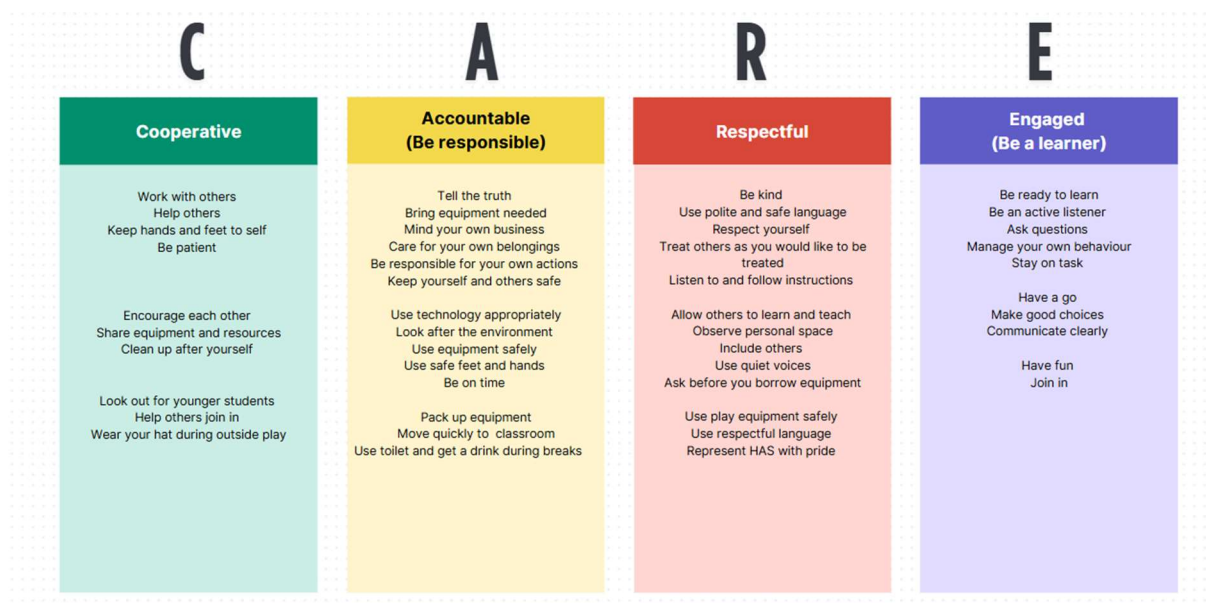 C
A
R
E
Cooperative
Work with others
Help others
Keep hands and feet to self
Be patient
Encourage each other
Share equipment and resources
Clean up after yourself
Look out for younger students
Help others join in
Wear your hat during outside play
Accountable
(Be responsible)
Tell the truth
Bring equipment needed
Mind your own business
Care for your own belongings
Be responsible for your own actions
Keep yourself and others safe
Use technology appropriately
Look after the environment
Use equipment safely
Use safe feet and hands
Be on time
Pack up equipment
Move quickly to classroom
Use toilet and get a drink during breaks
Respectful
Be kind
Use polite and safe language
Respect yourself
Treat others as you would like to be
treated
Listen to and follow instructions
Allow others to learn and teach
Observe personal space
Include others
Use quiet voices
Ask before you borrow equipment
Use play equipment safely
Use respectful language
Represent HAS with pride
Engaged
(Be a learner)
Be ready to learn
Be an active listener
Ask questions
Manage your own behaviour
Stay on task
Have a go
Make good choices
Communicate clearly
Have fun
Join in